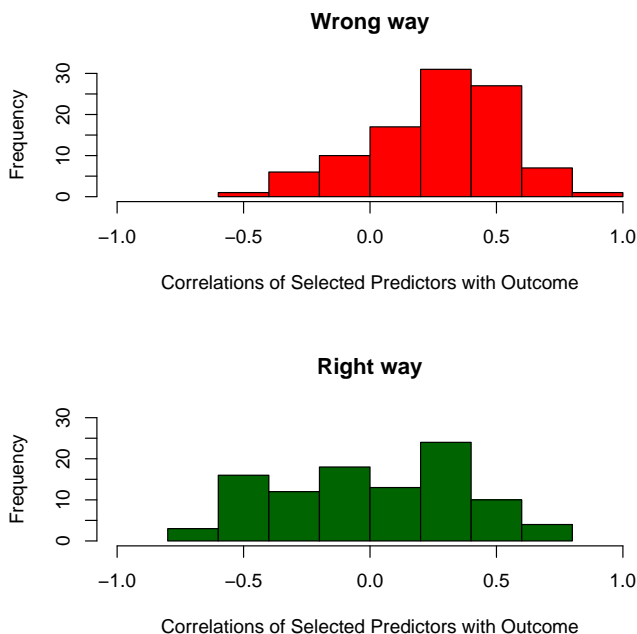 Wrong way
Frequency
0 10 20 30
−1.0 −0.5 0.0 0.5 1.0
Correlations of Selected Predictors with Outcome
Right way
Frequency
0 10 20 30
−1.0 −0.5 0.0 0.5 1.0
Correlations of Selected Predictors with Outcome